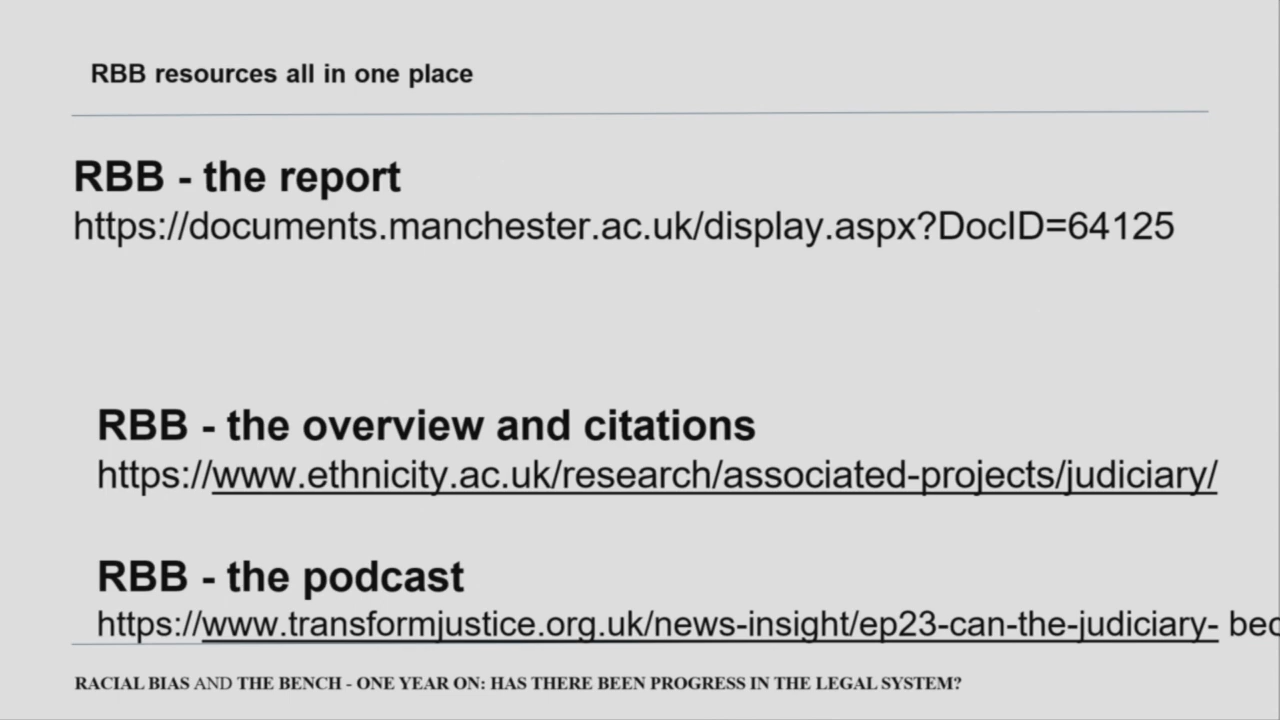 RBB resources all in one place
RBB - the report
https://documents.manchester.ac.uk/display.aspx?DocID=64125
RBB - the overview and citations
https://www.ethnicity.ac.uk/research/associated-projects/judiciary/
RBB - the podcast
https://www.transformjustice.org.uk/news-insight/ep23-can-the-judiciary-
RACIAL BIAS AND THE BENCH - ONE YEAR ON: HAS THERE BEEN PROGRESS IN THE LEGAL SYSTEM?